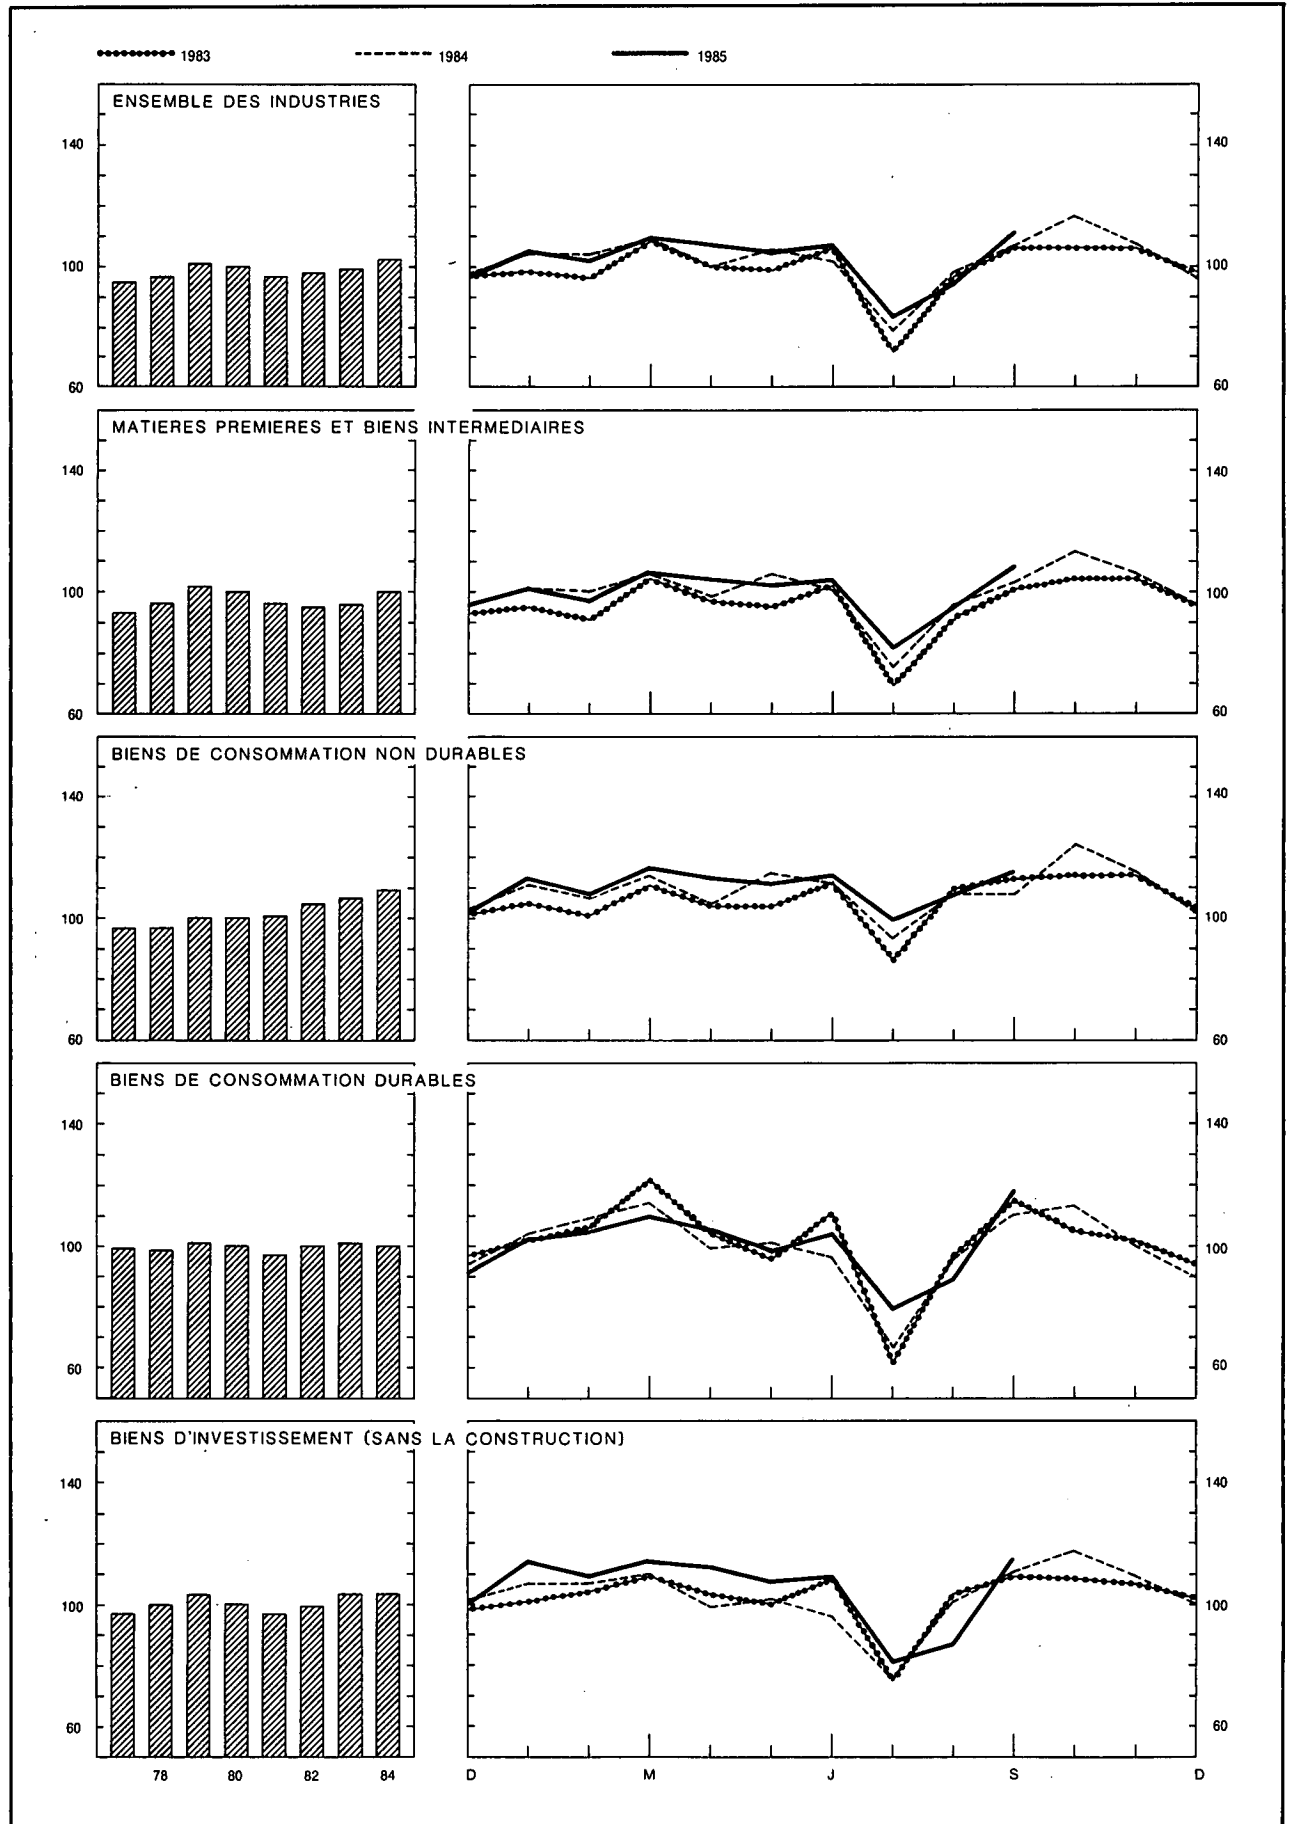 1983 1984 1985
ENSEMBLE DES INDUSTRIES
140 140
100 100
60 60
MATIERES PREMIERES ET BIENS INTERMEDIAIRES
140 140
100 100
60 60
BIENS DE CONSOMMATION NON DURABLES
140 140
100 100
60 60
BIENS DE CONSOMMATION DURABLES
140 140
100 100
60 60
BIENS D'INVESTISSEMENT (SANS LA CONSTRUCTION)
140 140
100 100
60 60
78 80 82 84 D M J S D